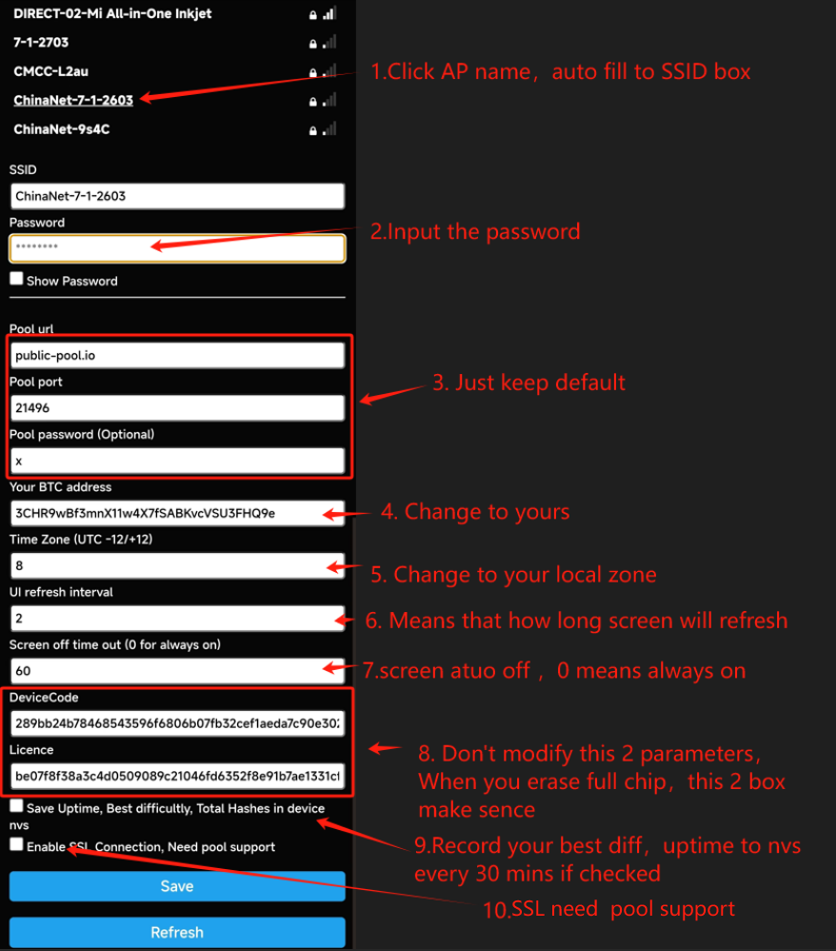 DIRECT-02-Mi All-in-One Inkjet
7-1-2703
CMCC-L2au
1.Click AP name，auto fill to SSID box
ChinaNet-7-1-2603
ChinaNet-9s4C
SSID
ChinaNet-7-1-2603
Password
********
2.Input the password
Show Password
Pool url
public-pool.io
Pool port
3. Just keep default
21496
Pool password (Optional)
x
Your BTC address
3CHR9wBf3mnX11w4X7fSABKvcVSU3FHQ9e
4. Change to yours
Time Zone (UTC -12/+12)
8
5. Change to your local zone
UI refresh interval
2
6. Means that how long screen will refresh
Screen off time out (0 for always on)
60
7.screen atuo off ，0 means always on
DeviceCode
289bb24b78468543596f6806b07fb32cef1aeda7c90e302
Licence
be07f8f38a3c4d0509089c21046fd6352f8e91b7ae1331cf
8. Don't modify this 2 parameters，
When you erase full chip，this 2 box
make sence
Save Uptime, Best difficultly, Total Hashes in device
nvs
Enable SSL Connection, Need pool support
9.Record your best diff，uptime to nvs
every 30 mins if checked
Save
10.SSL need pool support
Refresh